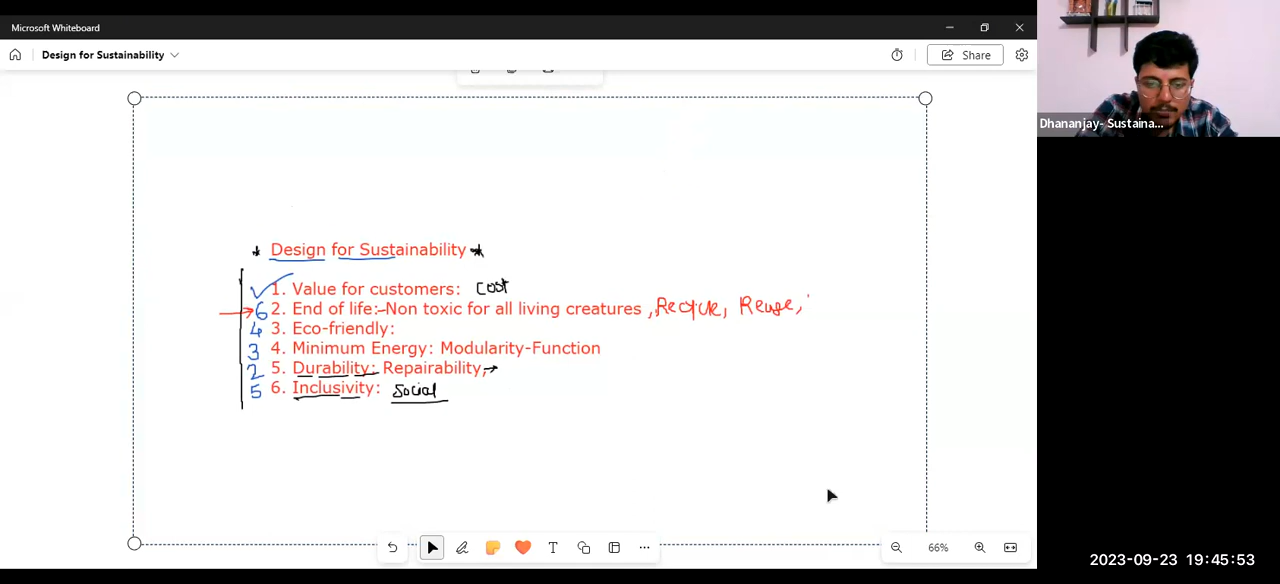 Microsoft Whiteboard
Design for Sustainability
Share
Dhananjay- Sustaina...
* Design for Sustainability *
✓ 1. Value for customers: Cost
→ 6 2. End of life:-Non toxic for all living creatures , Recycle, Reuse,
4 3. Eco-friendly:
3 4. Minimum Energy: Modularity-Function
2 5. Durability: Repairability, →
5 6. Inclusivity: Social
T
66%
2023-09-23 19:45:53